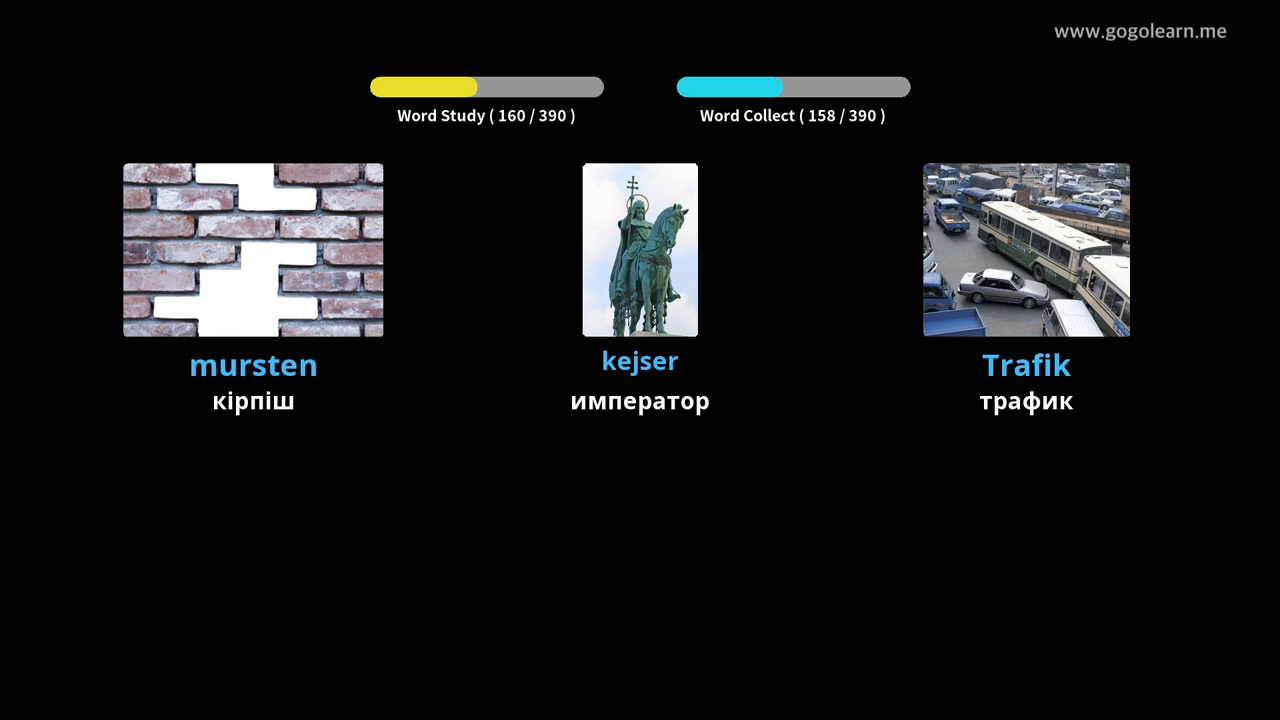 www.gogolearn.me
Word Study ( 160 / 390 )
Word Collect ( 158 / 390 )
mursten
kejser
Trafik
кірпіш
император
трафик